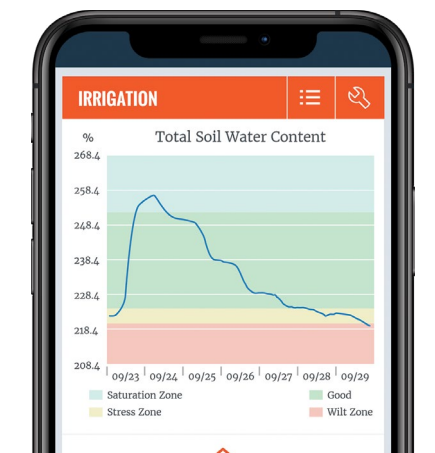 IRRIGATION
%
Total Soil Water Content
268.4
258.4
248.4
238.4
228.4
218.4
208.4
09/23 09/24 09/25 09/26 09/27 09/28 09/29
Saturation Zone
Good
Stress Zone
Wilt Zone